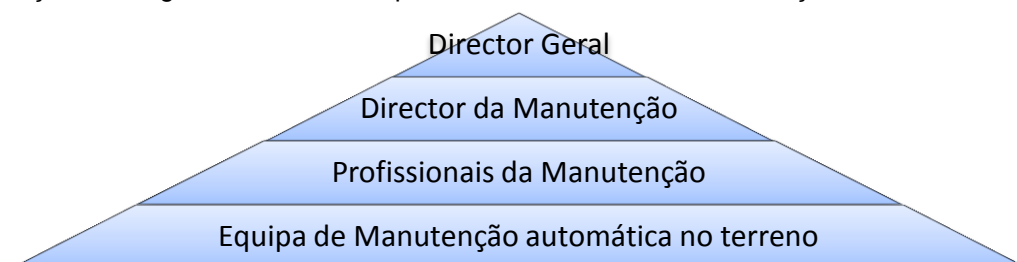 Director Geral
Director da Manutenção
Profissionais da Manutenção
Equipa de Manutenção automática no terreno